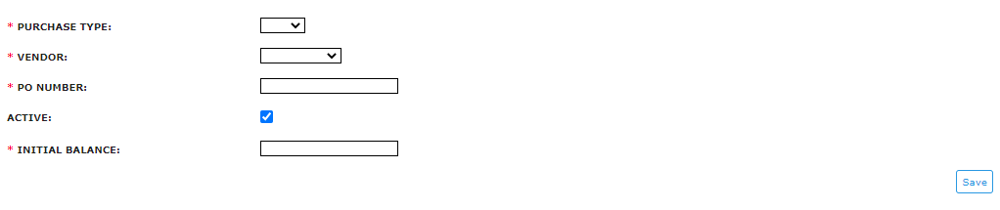 * PURCHASE TYPE:
* VENDOR:
* PO NUMBER:
ACTIVE:
* INITIAL BALANCE:
Save